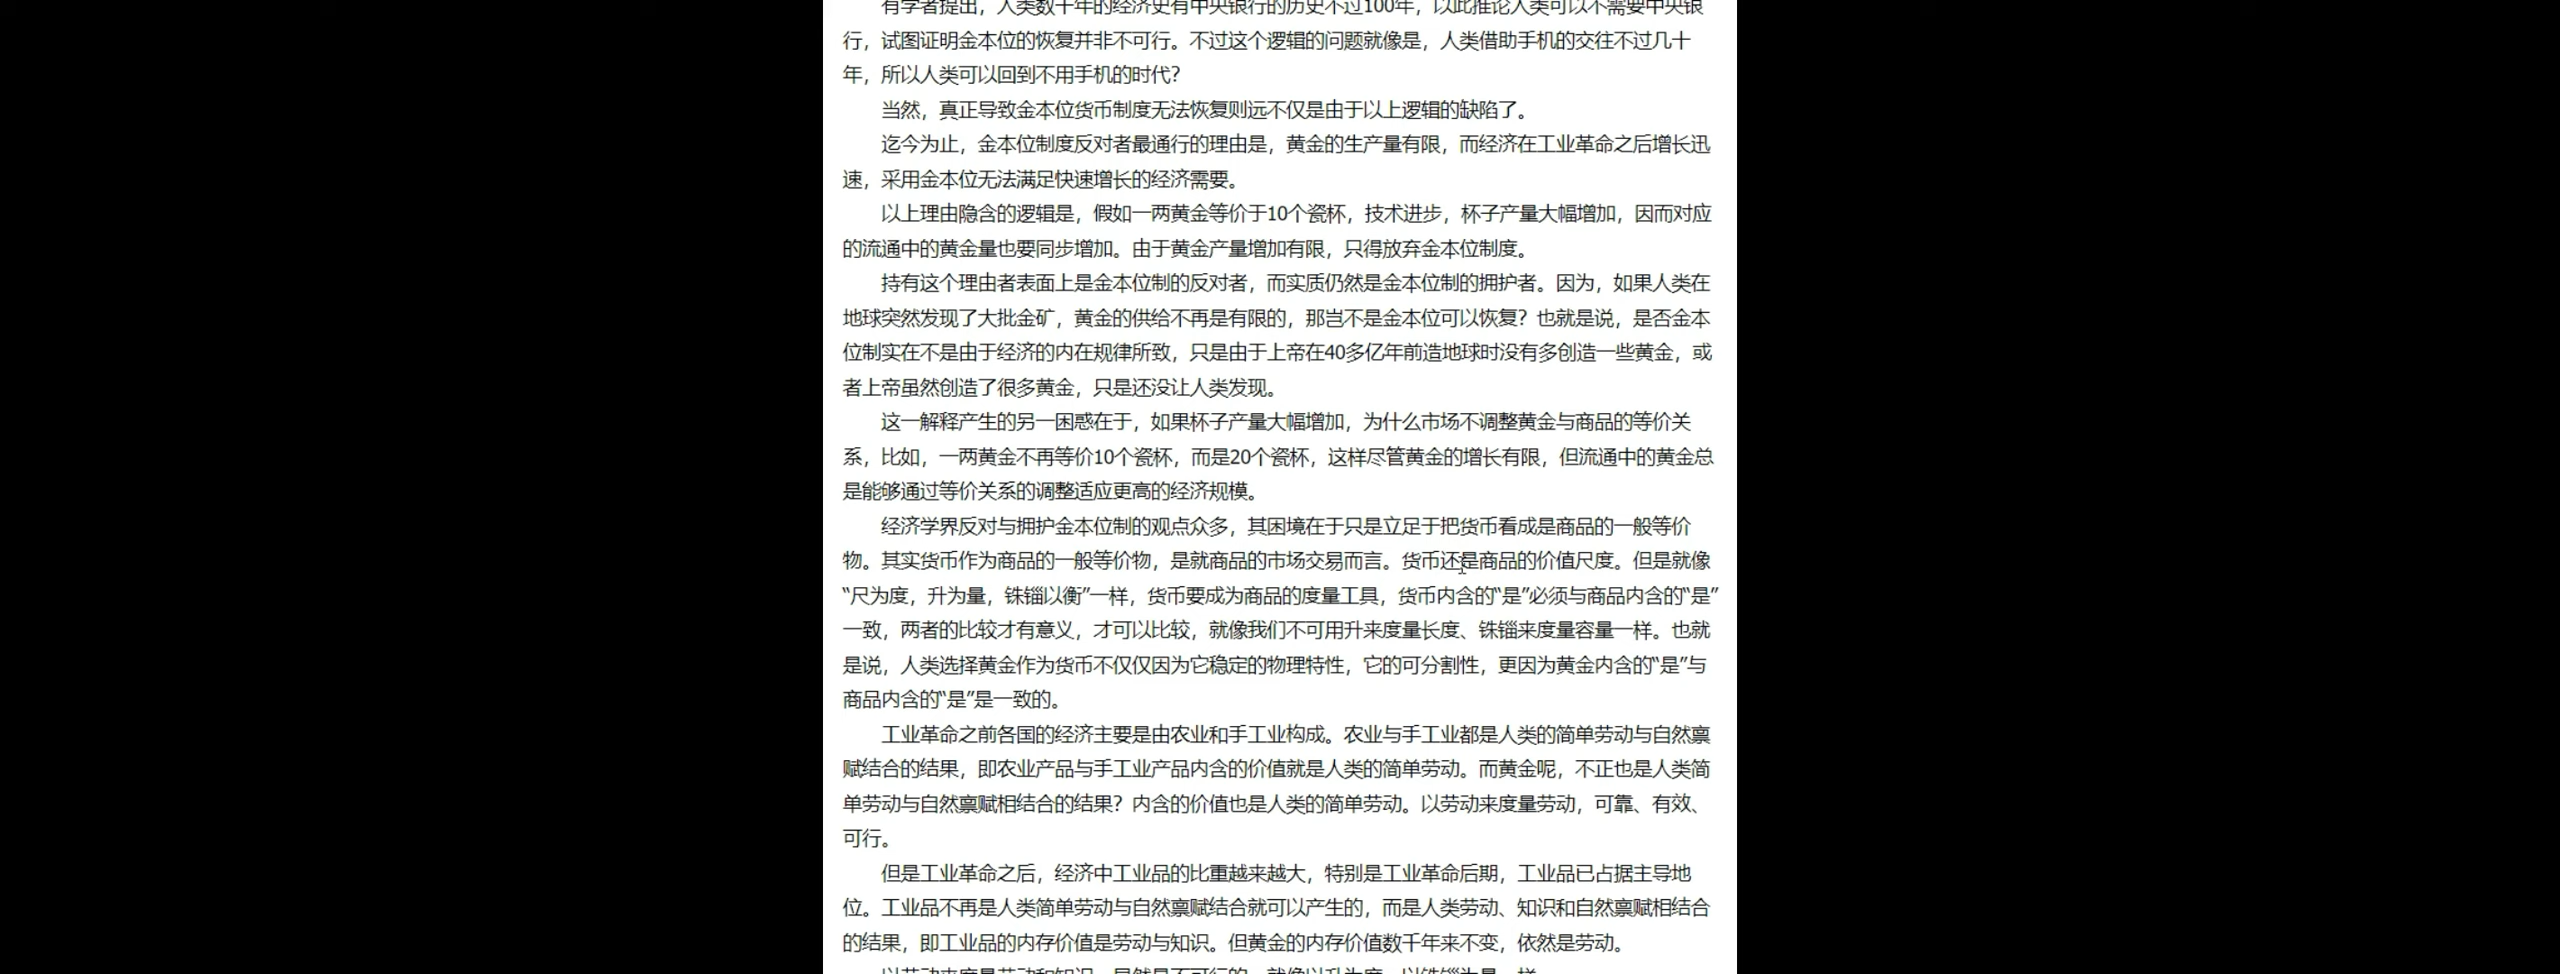 有学者提出，人类数千年的经济史有中央银行的历史不过100年，以此推论人类可以不需要中央银
行，试图证明金本位的恢复并非不可行。不过这个逻辑的问题就像是，人类借助手机的交往不过几十
年，所以人类可以回到不用手机的时代？
当然，真正导致金本位货币制度无法恢复则远不仅是由于以上逻辑的缺陷了。
迄今为止，金本位制度反对者最通行的理由是，黄金的生产量有限，而经济在工业革命之后增长迅
速，采用金本位无法满足快速增长的经济需要。
以上理由隐含的逻辑是，假如一两黄金等价于10个瓷杯，技术进步，杯子产量大幅增加，因而对应
的流通中的黄金量也要同步增加。由于黄金产量增加有限，只得放弃金本位制度。
持有这个理由者表面上是金本位制的反对者，而实质仍然是金本位制的拥护者。因为，如果人类在
地球突然发现了大批金矿，黄金的供给不再是有限的，那岂不是金本位可以恢复？也就是说，是否金本
位制实在不是由于经济的内在规律所致，只是由于上帝在40多亿年前造地球时没有多创造一些黄金，或
者上帝虽然创造了很多黄金，只是还没让人类发现。
这一解释产生的另一困惑在于，如果杯子产量大幅增加，为什么市场不调整黄金与商品的等价关
系，比如，一两黄金不再等价10个瓷杯，而是20个瓷杯，这样尽管黄金的增长有限，但流通中的黄金总
是能够通过等价关系的调整适应更高的经济规模。
经济学界反对与拥护金本位制的观点众多，其困境在于只是立足于把货币看成是商品的一般等价
物。其实货币作为商品的一般等价物，是就商品的市场交易而言。货币还是商品的价值尺度。但是就像
“尺为度，升为量，铢锱以衡”一样，货币要成为商品的度量工具，货币内含的“是”必须与商品内含的“是”
一致，两者的比较才有意义，才可以比较，就像我们不可用升来度量长度、铢锱来度量容量一样。也就
是说，人类选择黄金作为货币不仅仅因为它稳定的物理特性，它的可分割性，更因为黄金内含的“是”与
商品内含的“是”是一致的。
工业革命之前各国的经济主要是由农业和手工业构成。农业与手工业都是人类的简单劳动与自然禀
赋结合的结果，即农业产品与手工业产品内含的价值就是人类的简单劳动。而黄金呢，不正也是人类简
单劳动与自然禀赋相结合的结果？内含的价值也是人类的简单劳动。以劳动来度量劳动，可靠、有效、
可行。
但是工业革命之后，经济中工业品的比重越来越大，特别是工业革命后期，工业品已占据主导地
位。工业品不再是人类简单劳动与自然禀赋结合就可以产生的，而是人类劳动、知识和自然禀赋相结合
的结果，即工业品的内存价值是劳动与知识。但黄金的内存价值数千年来不变，依然是劳动。